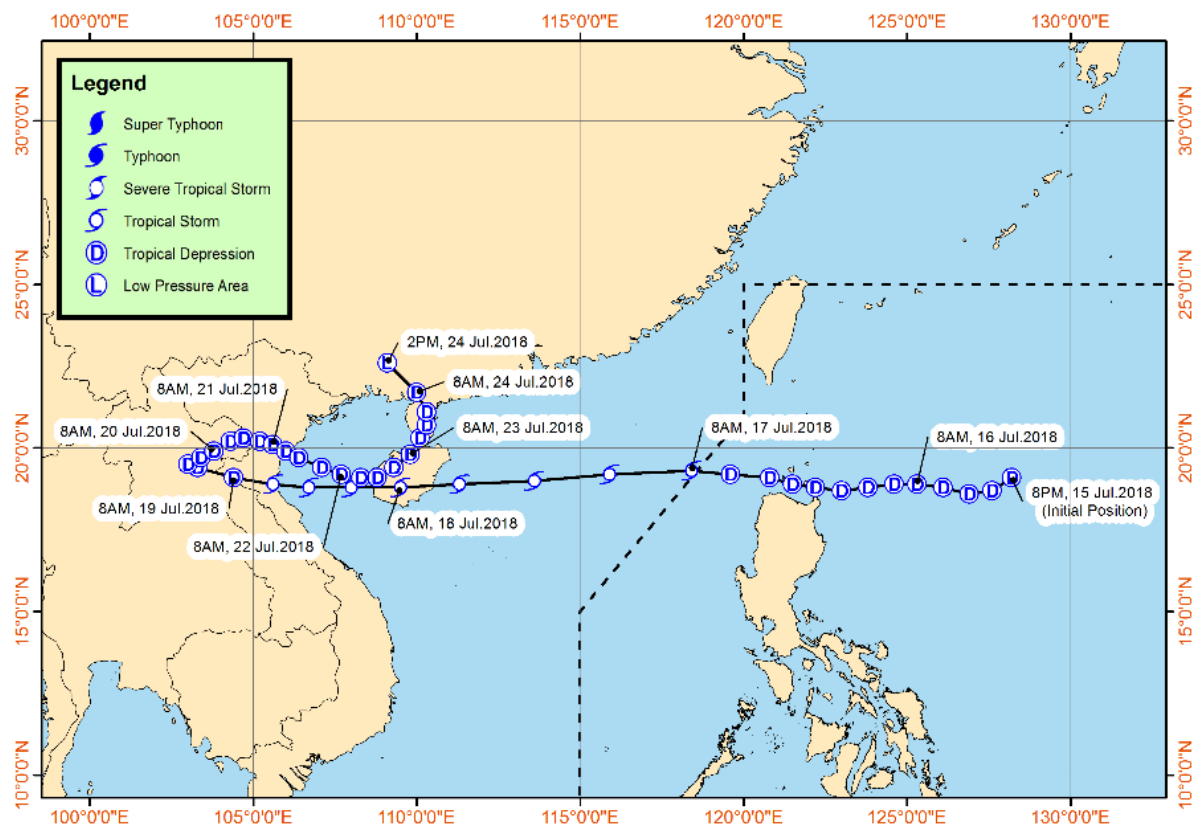 100°0'0"E 105°0'0"E 110°0'0"E 115°0'0"E 120°0'0"E 125°0'0"E 130°0'0"E
Legend
Super Typhoon
Typhoon
Severe Tropical Storm
Tropical Storm
D Tropical Depression
L Low Pressure Area
30°0'0"N 30°0'0"N
25°0'0"N 25°0'0"N
20°0'0"N 20°0'0"N
15°0'0"N 15°0'0"N
10°0'0"N 10°0'0"N
2PM, 24 Jul.2018
8AM, 24 Jul.2018
8AM, 21 Jul.2018
8AM, 20 Jul.2018
8AM, 23 Jul.2018
8AM, 17 Jul.2018
8AM, 16 Jul.2018
8AM, 19 Jul.2018
8AM, 18 Jul.2018
8PM, 15 Jul.2018
(Initial Position)
8AM, 22 Jul.2018
100°0'0"E 105°0'0"E 110°0'0"E 115°0'0"E 120°0'0"E 125°0'0"E 130°0'0"E